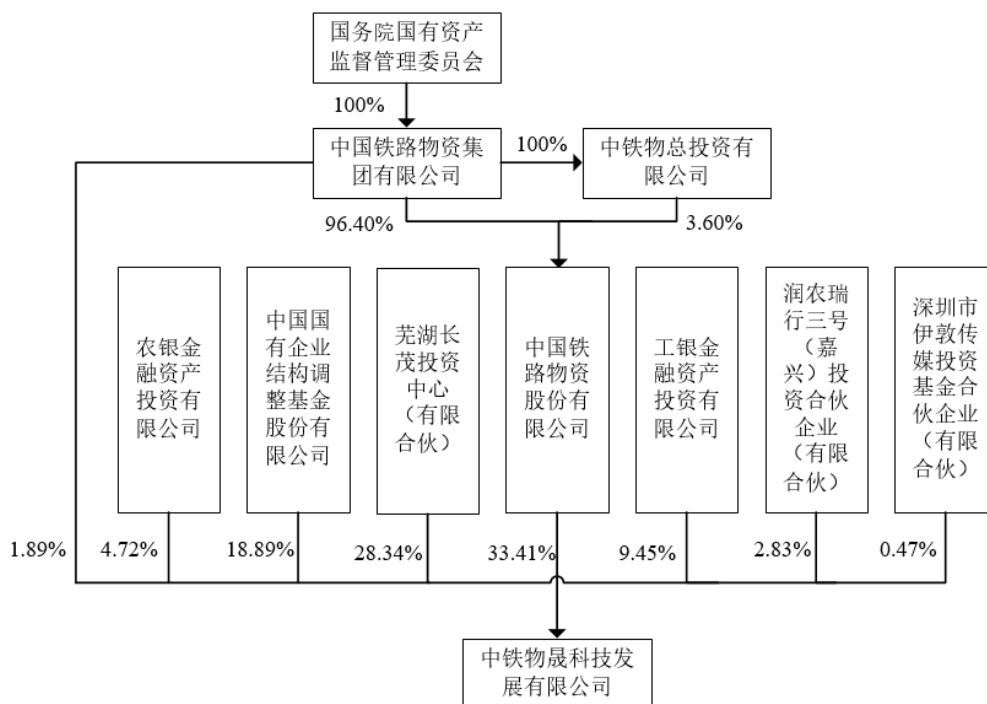 国务院国有资产
监督管理委员会
100%
中国铁路物资集
团有限公司
100%
中铁物总投资有
限公司
96.40%
3.60%
农银金
融资产
投资有
限公司
中国国
有企业
结构调
整基金
股份有
限公司
芜湖长
茂投资
中心
（有限
合伙）
中国铁
路物资
股份有
限公司
工银金
融资产
投资有
限公司
润农瑞
行三号
（嘉
兴）投
资合伙
企业
（有限
合伙）
深圳市
伊敦传
媒投资
基金合
伙企业
（有限
合伙）
1.89%
4.72%
18.89%
28.34%
33.41%
9.45%
2.83%
0.47%
中铁物晟科技发
展有限公司